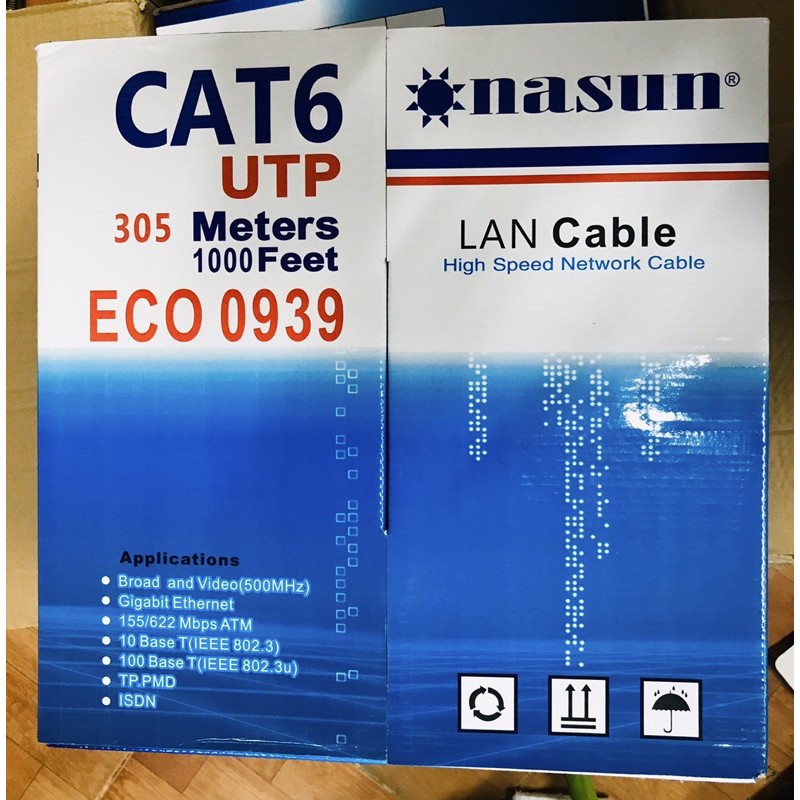 CAT6
UTP
305 Meters
1000 Feet
ECO 0939
Applications
Broad and Video(500MHz)
Gigabit Ethernet
155/622 Mbps ATM
10 Base T(IEEE 802.3)
100 Base T(IEEE 802.3u)
TP.PMD
ISDN
nasun®
LAN Cable
High Speed Network Cable